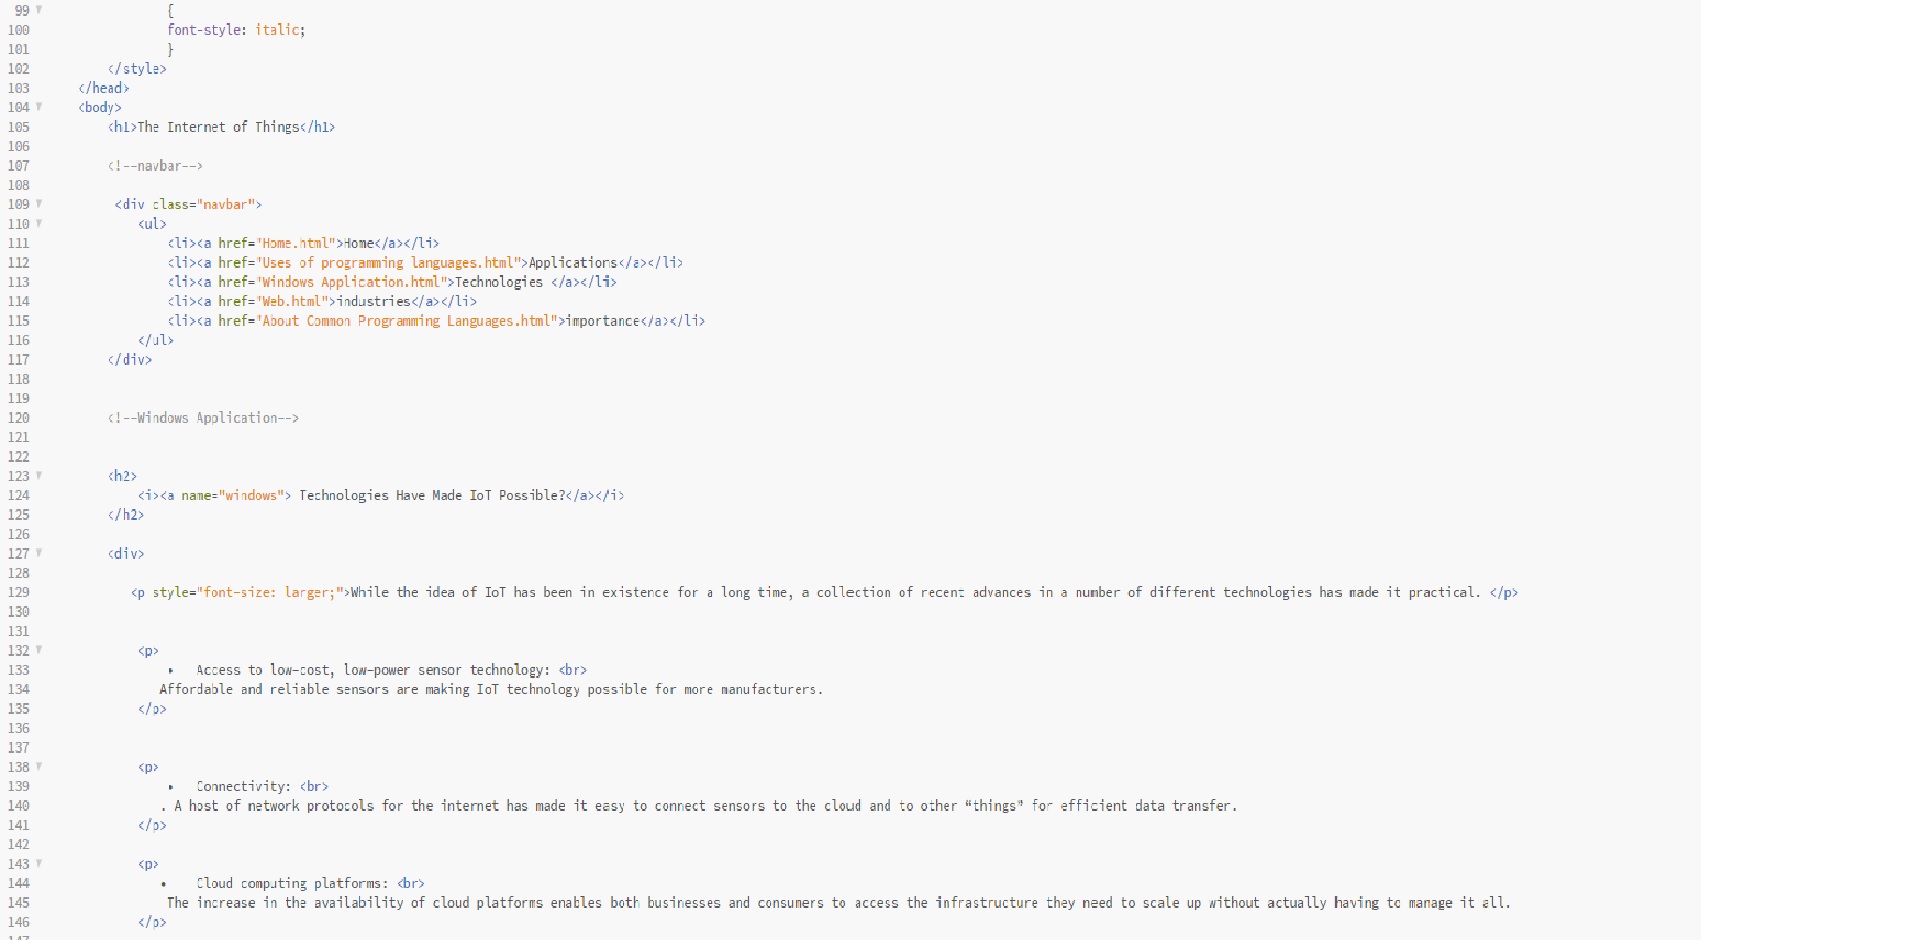 99 {
100 font-style: italic;
101 }
102 </style>
103 </head>
104 <body>
105 <h1>The Internet of Things</h1>
106
107 <!--navbar-->
108
109 <div class="navbar">
110 <ul>
111 <li><a href="Home.html">Home</a></li>
112 <li><a href="Uses of programming languages.html">Applications</a></li>
113 <li><a href="Windows Application.html">Technologies </a></li>
114 <li><a href="Web.html">industries</a></li>
115 <li><a href="About Common Programming Languages.html">importance</a></li>
116 </ul>
117 </div>
118
119
120 <!--Windows Application-->
121
122
123 <h2>
124 <i><a name="windows"> Technologies Have Made IoT Possible?</a></i>
125 </h2>
126
127 <div>
128
129 <p style="font-size: larger;">While the idea of IoT has been in existence for a long time, a collection of recent advances in a number of different technologies has made it practical. </p>
130
131
132 <p>
133 ‣ Access to low-cost, low-power sensor technology: <br>
134 Affordable and reliable sensors are making IoT technology possible for more manufacturers.
135 </p>
136
137
138 <p>
139 ‣ Connectivity: <br>
140 . A host of network protocols for the internet has made it easy to connect sensors to the cloud and to other “things” for efficient data transfer.
141 </p>
142
143 <p>
144 • Cloud computing platforms: <br>
145 The increase in the availability of cloud platforms enables both businesses and consumers to access the infrastructure they need to scale up without actually having to manage it all.
146 </p>